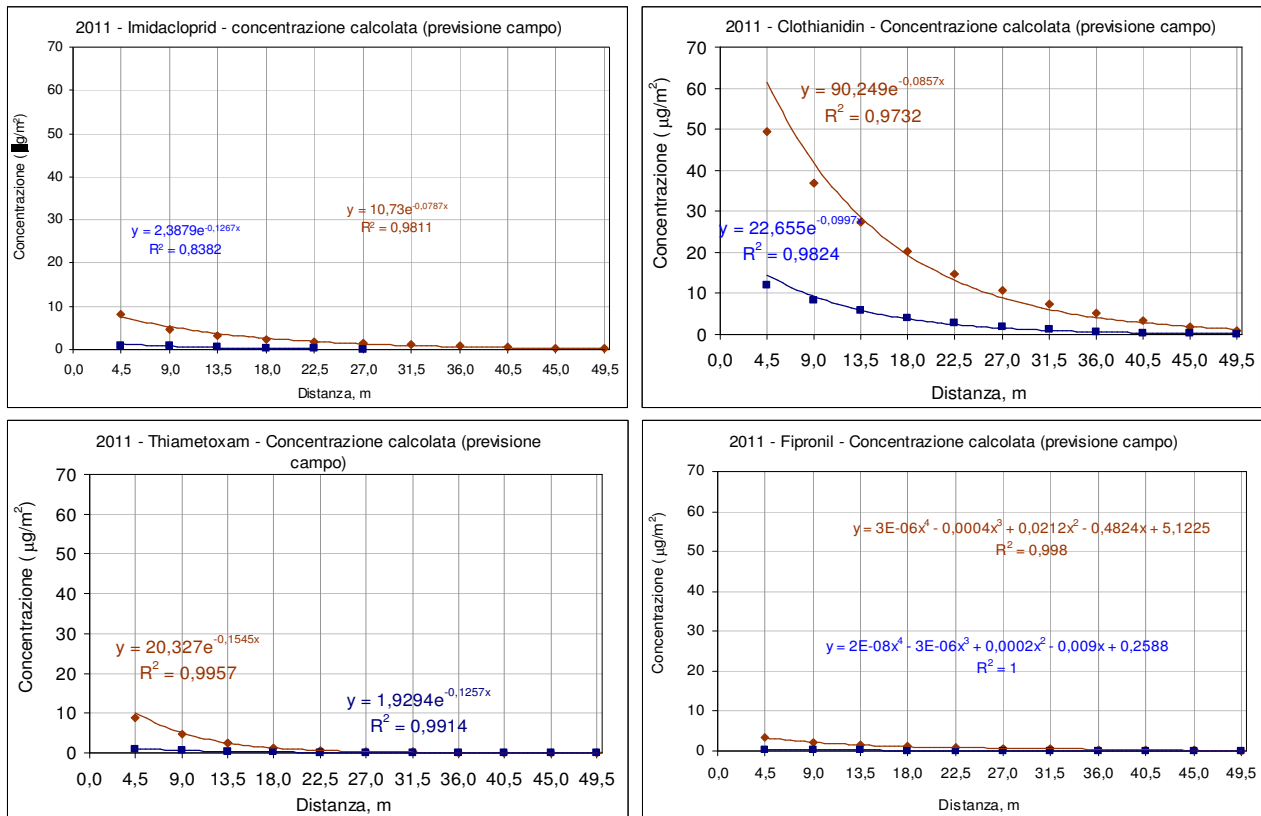 2011 - Imidacloprid - concentrazione calcolata (previsione campo)
70
60
50
40
30
20
10
0
Concentrazione ( g/m²)
y = 2,3879e^-0,1267x
R² = 0,8382
y = 10,73e^-0,0787x
R² = 0,9811
0,0 4,5 9,0 13,5 18,0 22,5 27,0 31,5 36,0 40,5 45,0 49,5
Distanza, m
2011 - Clothianidin - Concentrazione calcolata (previsione campo)
70
60
50
40
30
20
10
0
Concentrazione ( µg/m²)
y = 90,249e^-0,0857x
R² = 0,9732
y = 22,655e^-0,0997x
R² = 0,9824
0,0 4,5 9,0 13,5 18,0 22,5 27,0 31,5 36,0 40,5 45,0 49,5
Distanza, m
2011 - Thiametoxam - Concentrazione calcolata (previsione
campo)
70
60
50
40
30
20
10
0
Concentrazione ( µg/m²)
y = 20,327e^-0,1545x
R² = 0,9957
y = 1,9294e^-0,1257x
R² = 0,9914
0,0 4,5 9,0 13,5 18,0 22,5 27,0 31,5 36,0 40,5 45,0 49,5
Distanza, m
2011 - Fipronil - Concentrazione calcolata (previsione campo)
70
60
50
40
30
20
10
0
Concentrazione ( µg/m²)
y = 3E-06x⁴ - 0,0004x³ + 0,0212x² - 0,4824x + 5,1225
R² = 0,998
y = 2E-08x⁴ - 3E-06x³ + 0,0002x² - 0,009x + 0,2588
R² = 1
0,0 4,5 9,0 13,5 18,0 22,5 27,0 31,5 36,0 40,5 45,0 49,5
Distanza, m